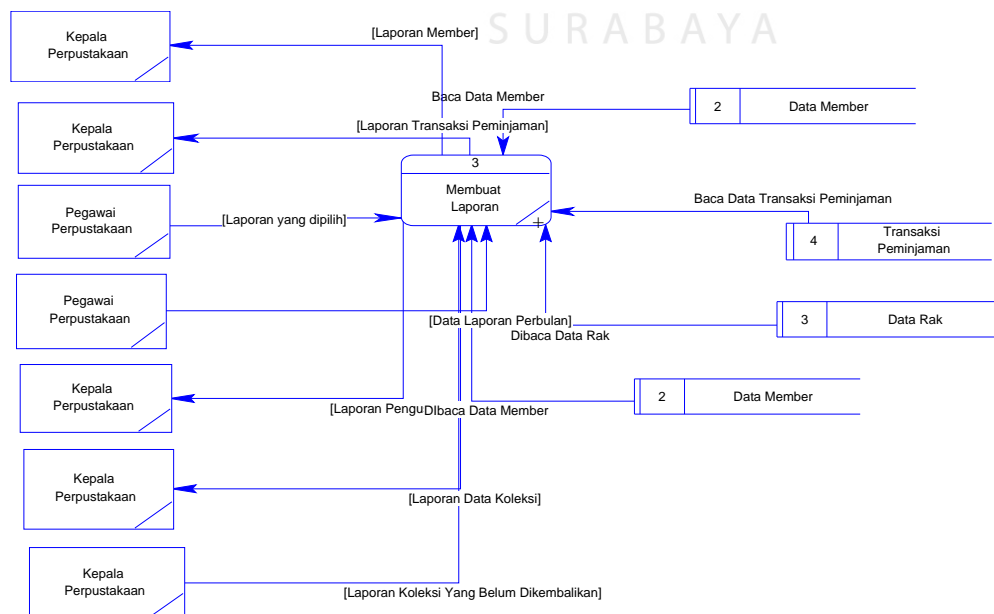 SURABAYA
Kepala
Perpustakaan
[Laporan Member]
Baca Data Member
2
Data Member
Kepala
Perpustakaan
[Laporan Transaksi Peminjaman]
3
Membuat
Laporan
Pegawai
Perpustakaan
[Laporan yang dipilih]
Baca Data Transaksi Peminjaman
4
Transaksi
Peminjaman
Pegawai
Perpustakaan
[Data Laporan Perbulan]
Dibaca Data Rak
3
Data Rak
Kepala
Perpustakaan
[Laporan Pengu
DIbaca Data Member
2
Data Member
Kepala
Perpustakaan
[Laporan Data Koleksi]
Kepala
Perpustakaan
[Laporan Koleksi Yang Belum Dikembalikan]